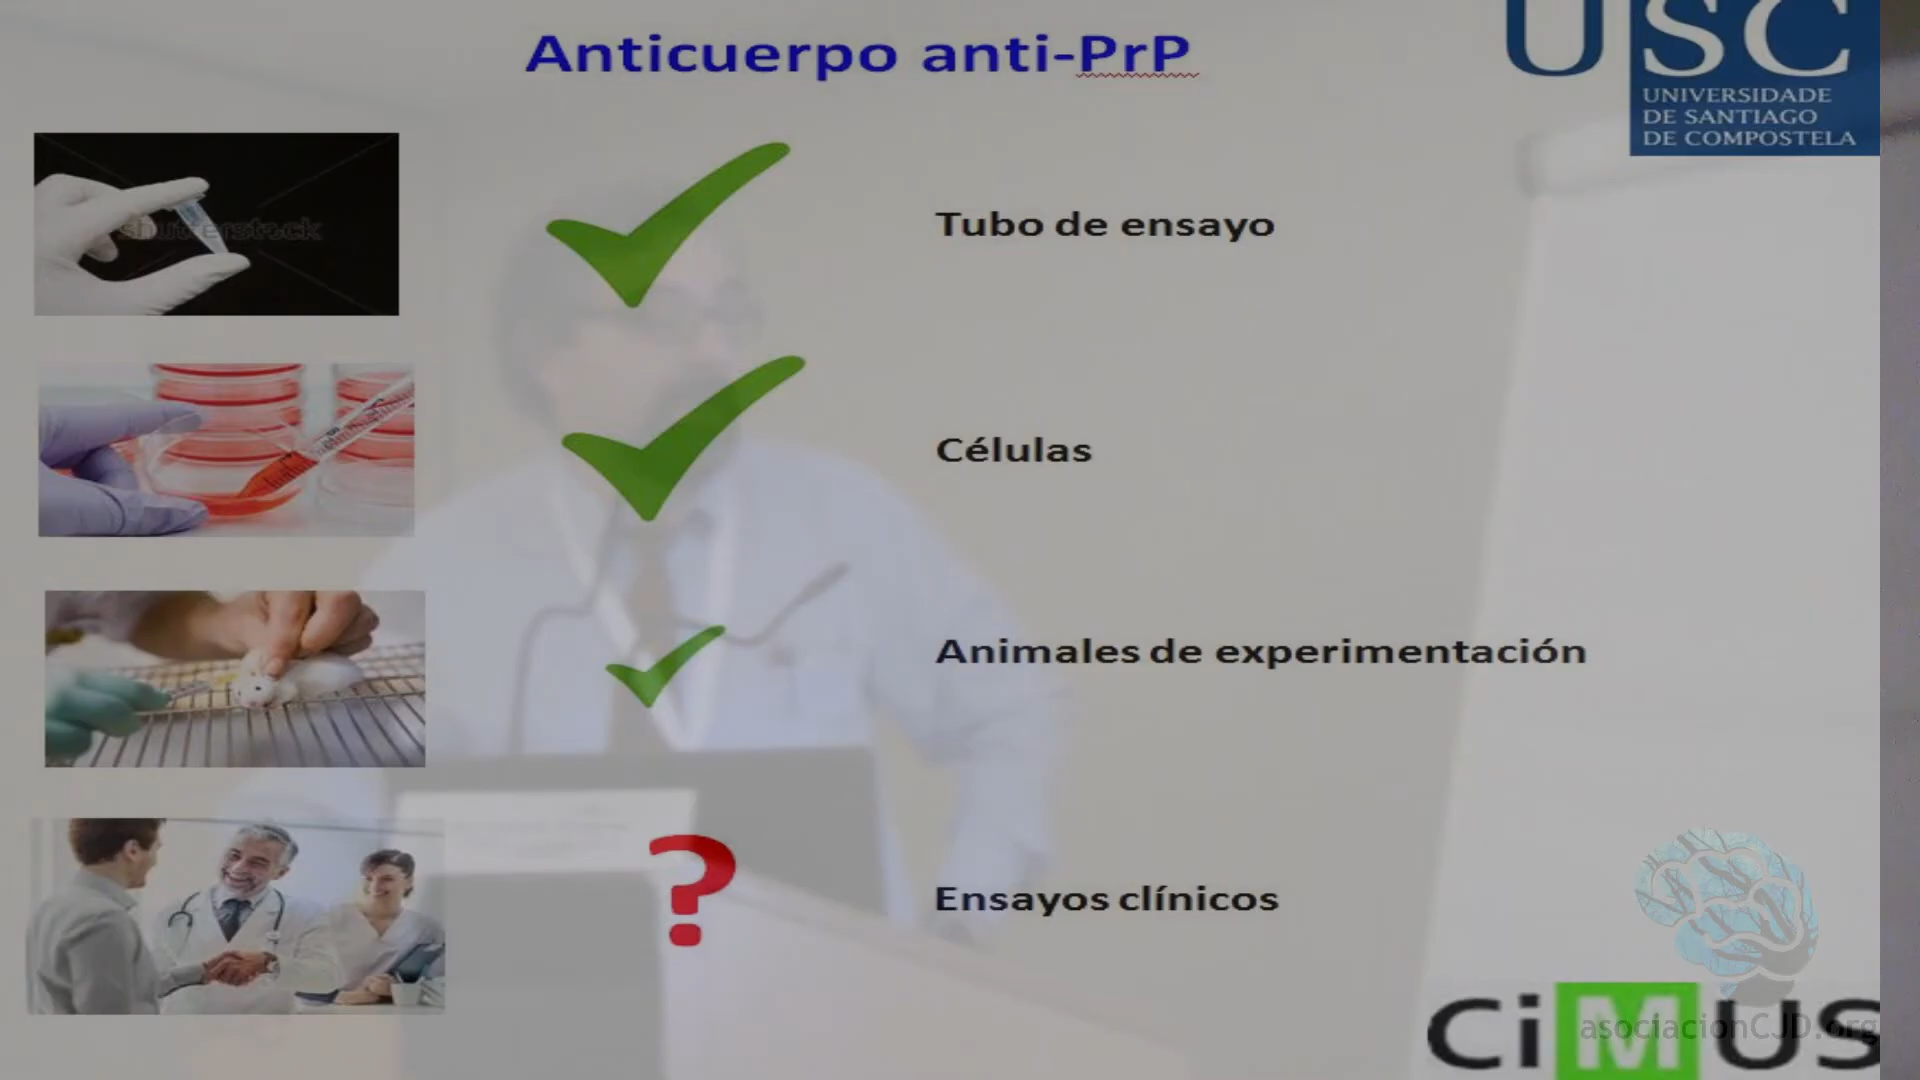 Anticuerpo anti-PrP
USC
UNIVERSIDADE
DE SANTIAGO
DE COMPOSTELA
shutterstock
Tubo de ensayo
Células
Animales de experimentación
?
Ensayos clínicos
CiMUS
asociacionCJD.org